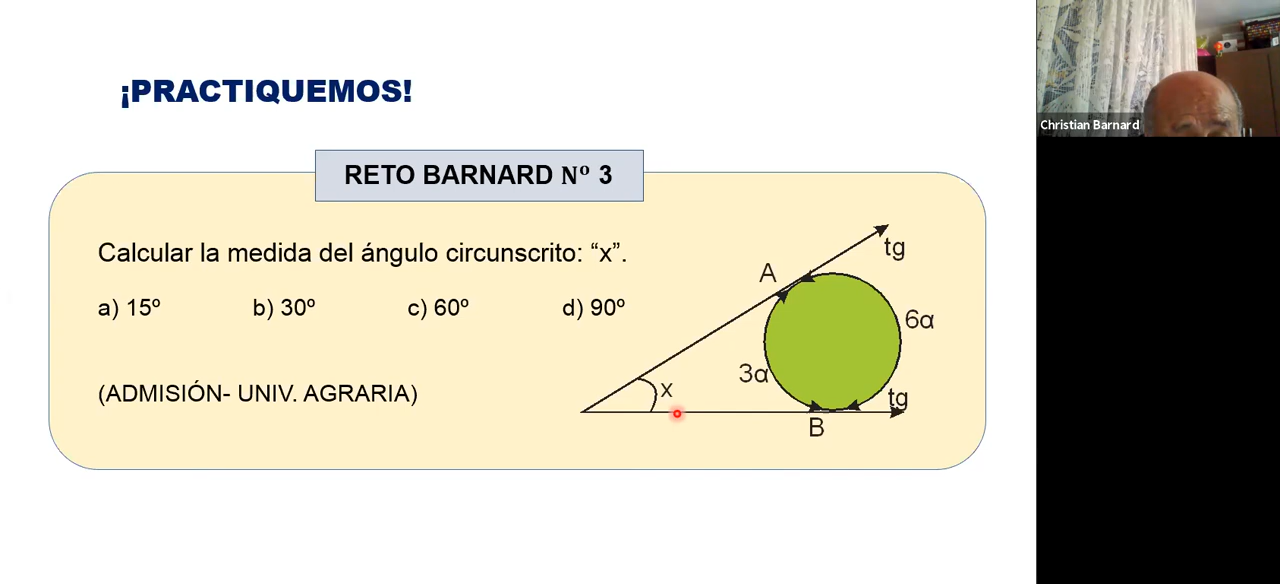 ¡PRACTIQUEMOS!
RETO BARNARD Nº 3
Calcular la medida del ángulo circunscrito: “x”.
a) 15º b) 30º c) 60º d) 90º
(ADMISIÓN- UNIV. AGRARIA)
A
tg
6α
3α
x
tg
B
Christian Barnard